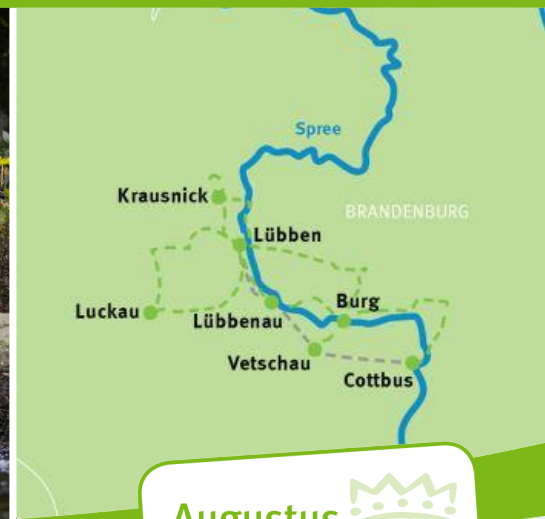 Spree
Krausnick
BRANDENBURG
Lübben
Luckau
Lübbenau
Burg
Vetschau
Cottbus
Augustus